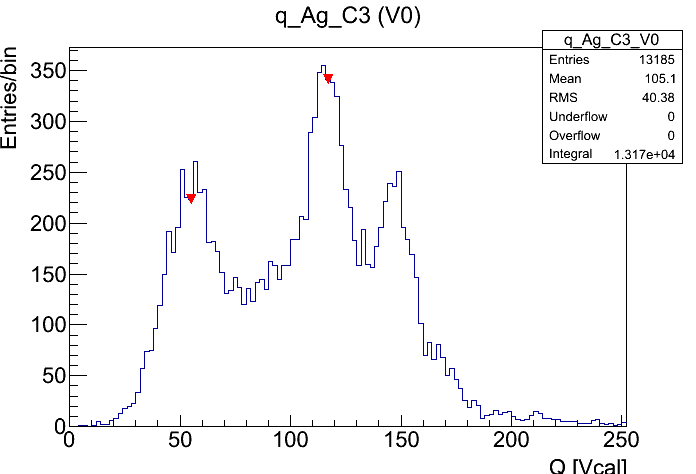 q_Ag_C3 (V0)
q_Ag_C3_V0
Entries 13185
Mean 105.1
RMS 40.38
Underflow 0
Overflow 0
Integral 1.317e+04
Entries/bin
350
300
250
200
150
100
50
0
0 50 100 150 200 250
Q [Vcal]